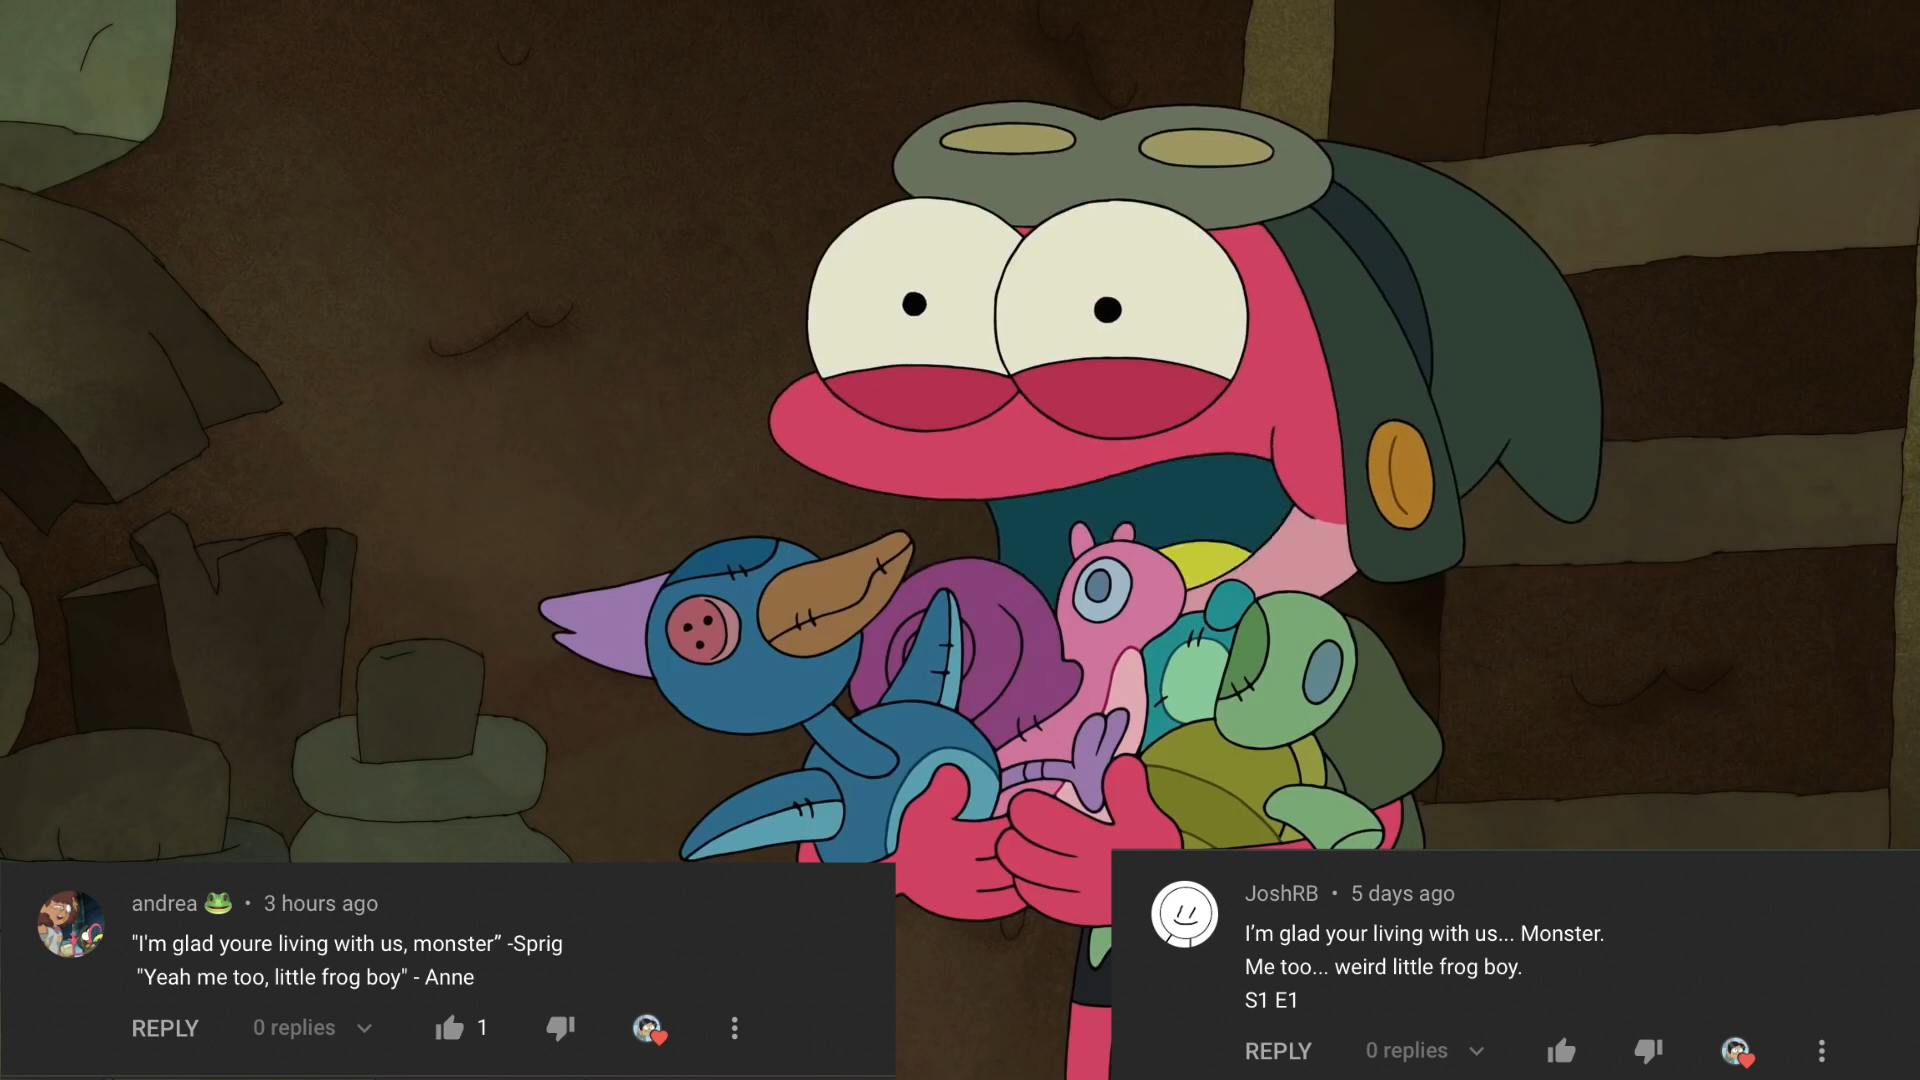 andrea 🐸 • 3 hours ago
"I'm glad youre living with us, monster” -Sprig
"Yeah me too, little frog boy" - Anne
REPLY 0 replies 1
JoshRB • 5 days ago
I’m glad your living with us... Monster.
Me too... weird little frog boy.
S1 E1
REPLY 0 replies